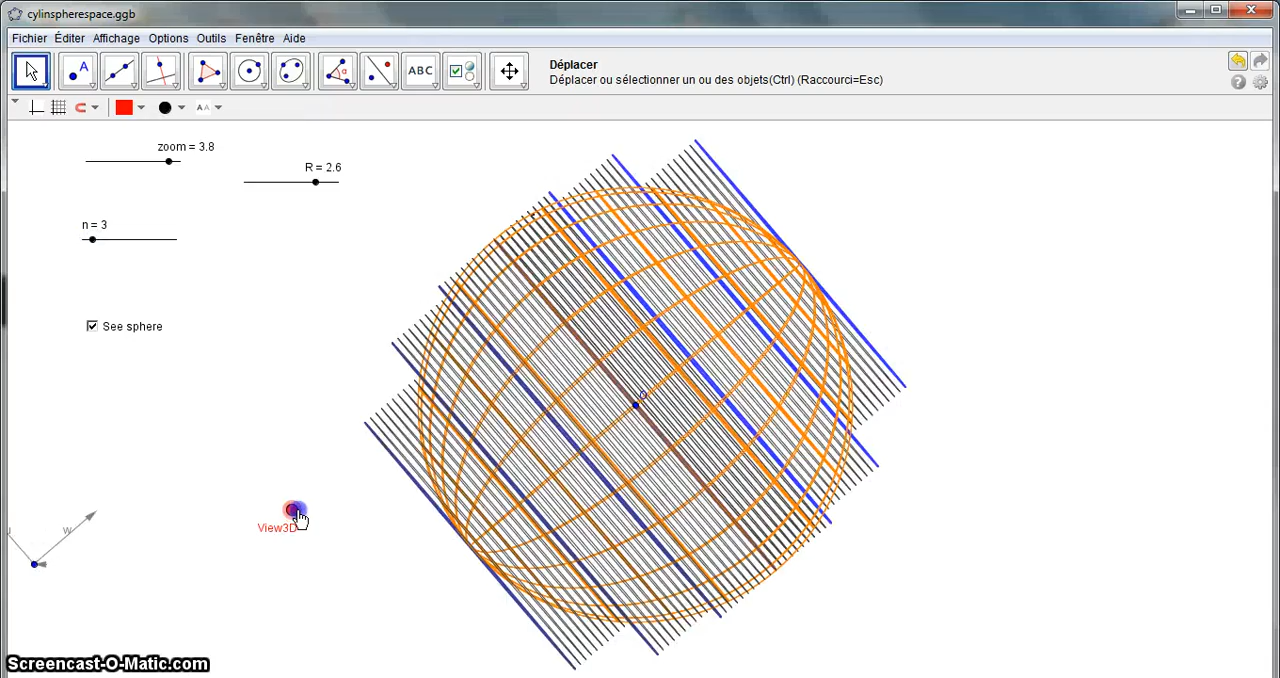 cylinspherespace.ggb
Fichier Éditer Affichage Options Outils Fenêtre Aide
A
α
ABC
Déplacer
Déplacer ou sélectionner un ou des objets(Ctrl) (Raccourci=Esc)
A A
zoom = 3.8
R = 2.6
n = 3
See sphere
View3D
w
Screencast-O-Matic.com